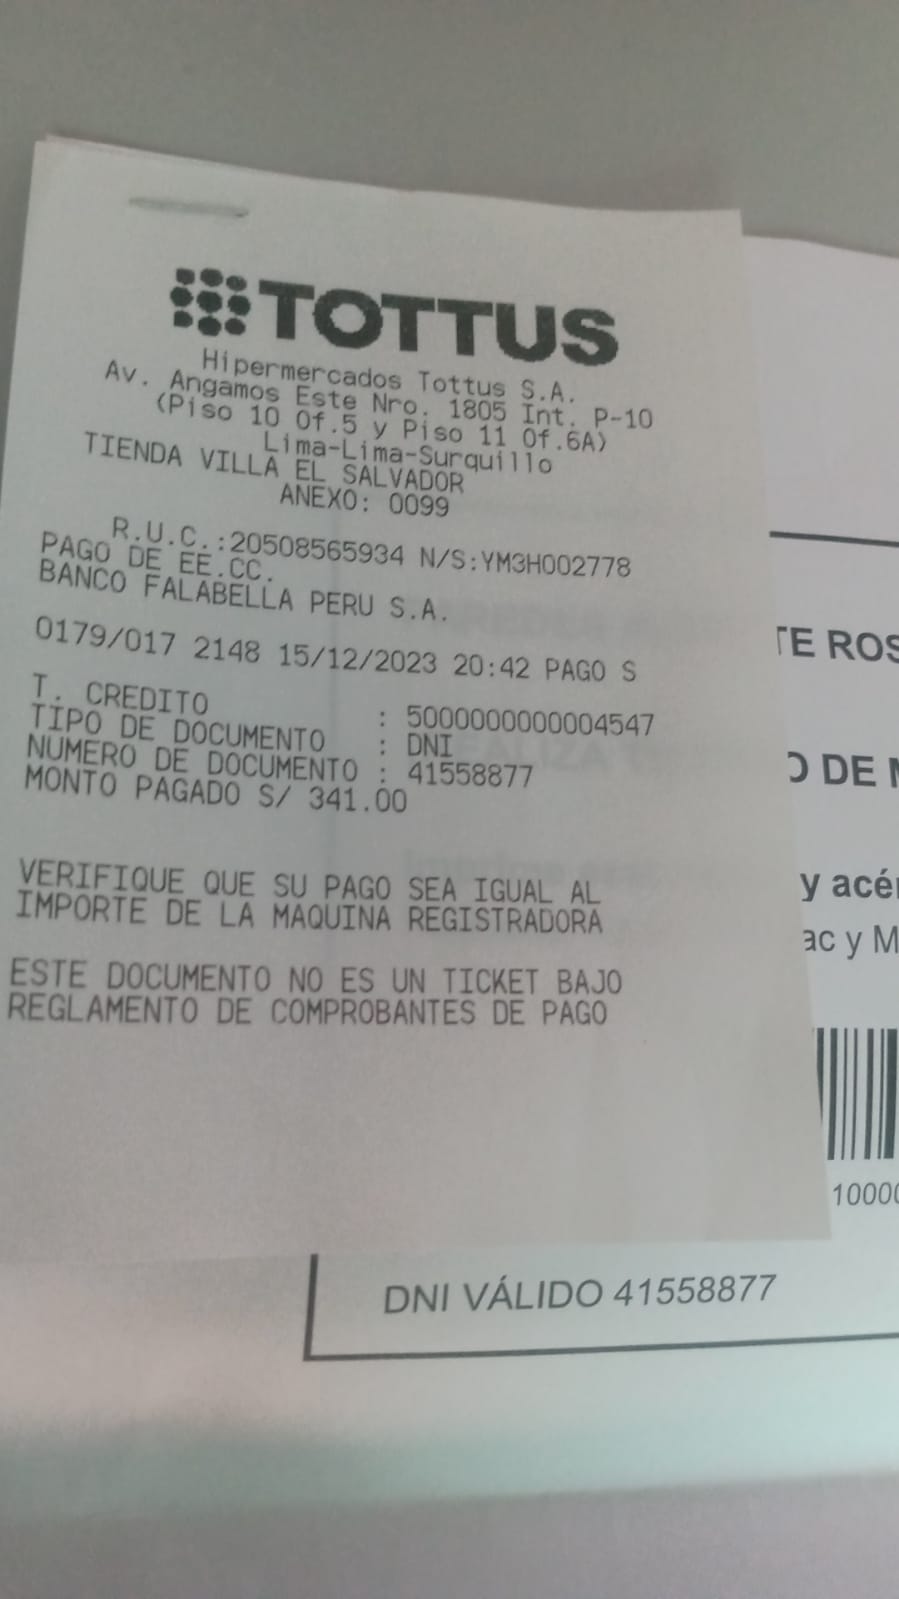 TOTTUS
Hipermercados Tottus S.A.
Av. Angamos Este Nro. 1805 Int. P-10
(Piso 10 Of.5 y Piso 11 Of.6A)
Lima-Lima-Surquillo
TIENDA VILLA EL SALVADOR
ANEXO: 0099
R.U.C.:20508565934 N/S:YM3H002778
PAGO DE EE.CC.
BANCO FALABELLA PERU S.A.
0179/017 2148 15/12/2023 20:42 PAGO S
T. CREDITO : 5000000000004547
TIPO DE DOCUMENTO : DNI
NUMERO DE DOCUMENTO : 41558877
MONTO PAGADO S/ 341.00
VERIFIQUE QUE SU PAGO SEA IGUAL AL
IMPORTE DE LA MAQUINA REGISTRADORA
ESTE DOCUMENTO NO ES UN TICKET BAJO
REGLAMENTO DE COMPROBANTES DE PAGO
TE ROS
O DE M
y acér
ac y M
10000
DNI VÁLIDO 41558877